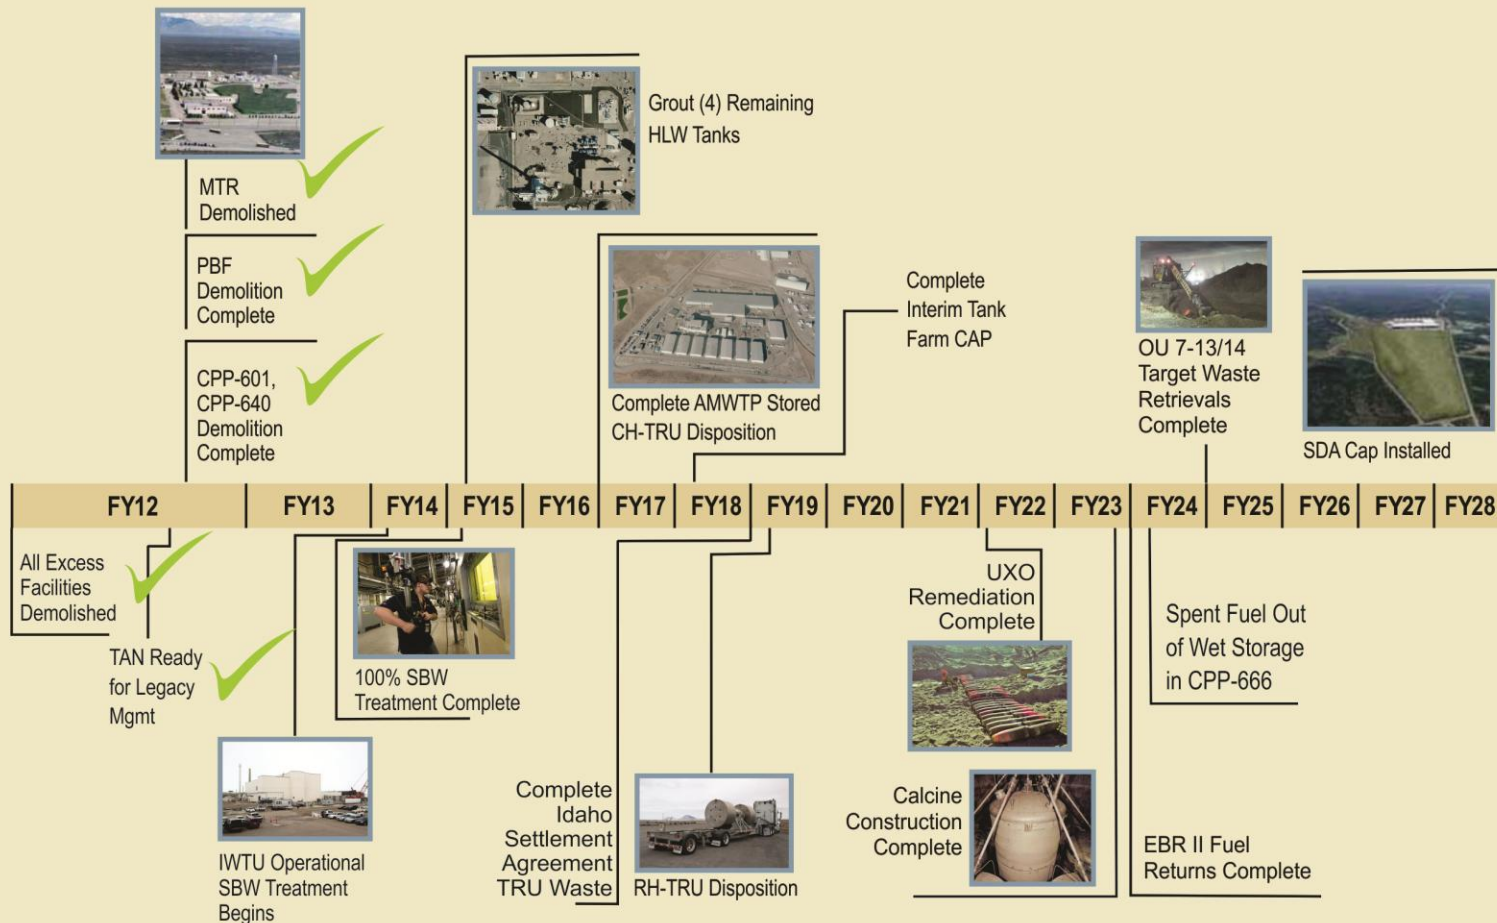 MTR
Demolished
PBF
Demolition
Complete
CPP-601,
CPP-640
Demolition
Complete
Grout (4) Remaining
HLW Tanks
Complete AMWTP Stored
CH-TRU Disposition
Complete
Interim Tank
Farm CAP
OU 7-13/14
Target Waste
Retrievals
Complete
SDA Cap Installed
FY12 FY13 FY14 FY15 FY16 FY17 FY18 FY19 FY20 FY21 FY22 FY23 FY24 FY25 FY26 FY27 FY28
All Excess
Facilities
Demolished
TAN Ready
for Legacy
Mgmt
IWTU Operational
SBW Treatment
Begins
100% SBW
Treatment Complete
Complete
Idaho
Settlement
Agreement
TRU Waste
RH-TRU Disposition
UXO
Remediation
Complete
Calcine
Construction
Complete
Spent Fuel Out
of Wet Storage
in CPP-666
EBR II Fuel
Returns Complete